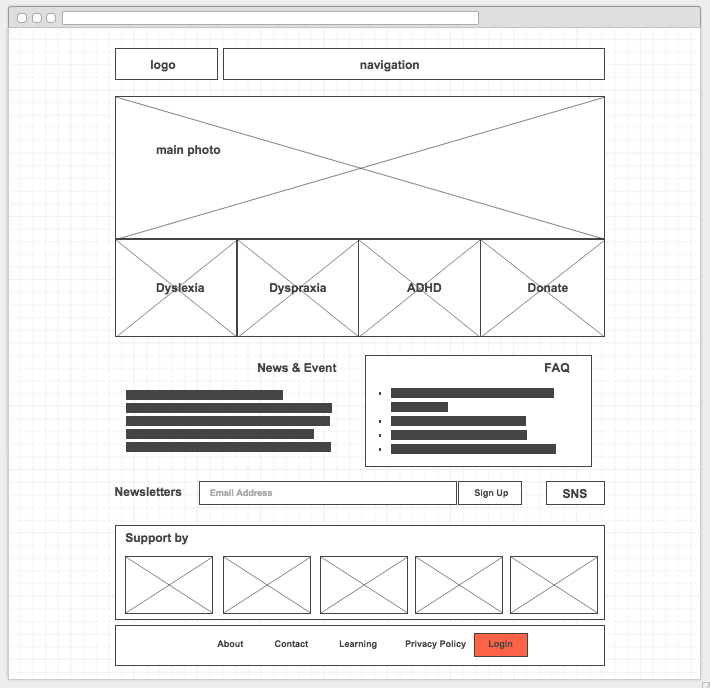 logo
navigation
main photo
Dyslexia
Dyspraxia
ADHD
Donate
News & Event
FAQ
Newsletters
Email Address
Sign Up
SNS
Support by
About
Contact
Learning
Privacy Policy
Login